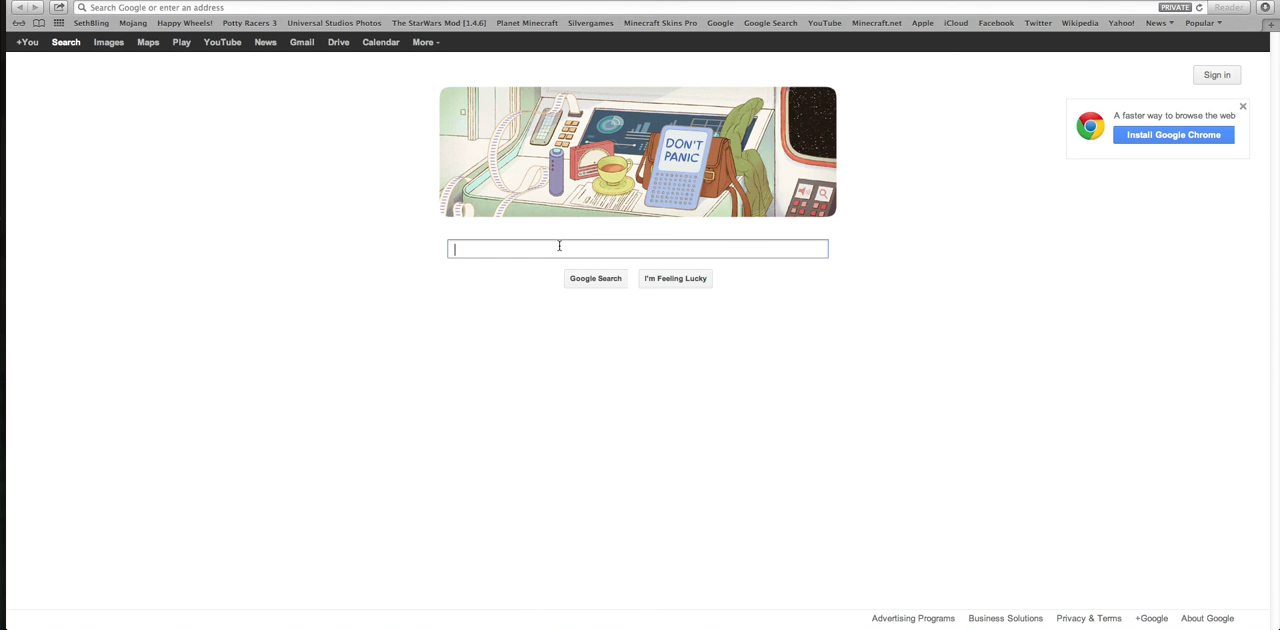 Search Google or enter an address PRIVATE Reader
SethBling Mojang Happy Wheels! Potty Racers 3 Universal Studios Photos The StarWars Mod [1.4.6] Planet Minecraft Silvergames Minecraft Skins Pro Google Google Search YouTube Minecraft.net Apple iCloud Facebook Twitter Wikipedia Yahoo! News Popular
+You Search Images Maps Play YouTube News Gmail Drive Calendar More
Sign in
A faster way to browse the web
Install Google Chrome
DON'T
PANIC
Google Search I'm Feeling Lucky
Advertising Programs Business Solutions Privacy & Terms +Google About Google